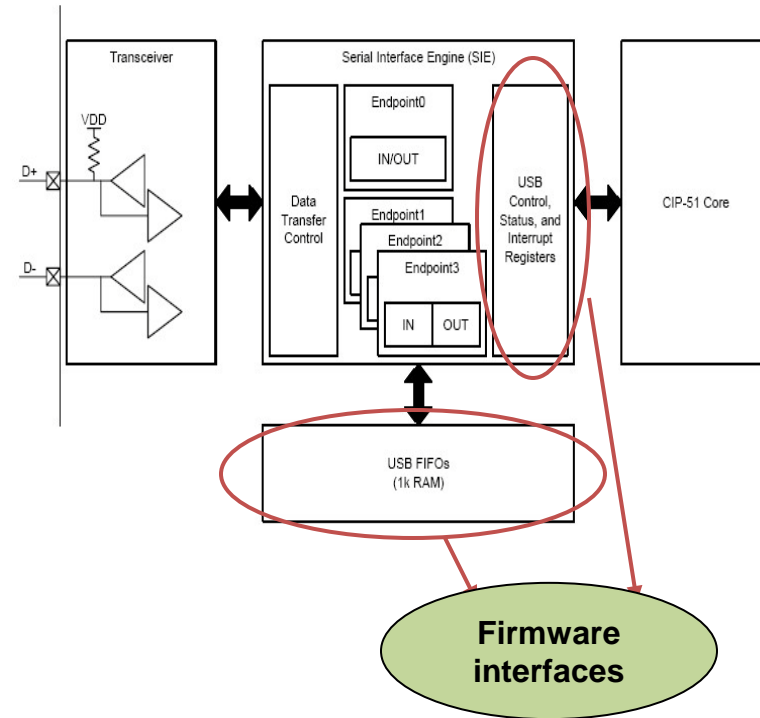 Transceiver
Serial Interface Engine (SIE)
VDD
D+
D-
Data
Transfer
Control
Endpoint0
IN/OUT
Endpoint1
Endpoint2
Endpoint3
IN
OUT
USB
Control,
Status, and
Interrupt
Registers
CIP-51 Core
USB FIFOs
(1k RAM)
Firmware
interfaces